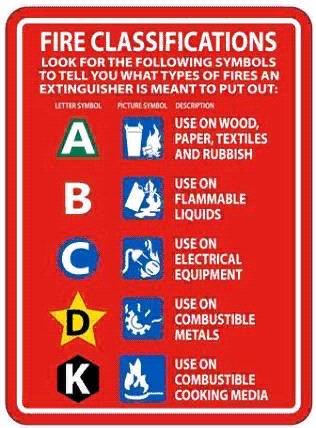 FIRE CLASSIFICATIONS
LOOK FOR THE FOLLOWING SYMBOLS
TO TELL YOU WHAT TYPES OF FIRES AN
EXTINGUISHER IS MEANT TO PUT OUT:
LETTER SYMBOL PICTURE SYMBOL DESCRIPTION
A
USE ON WOOD,
PAPER, TEXTILES
AND RUBBISH
B
USE ON
FLAMMABLE
LIQUIDS
C
USE ON
ELECTRICAL
EQUIPMENT
D
USE ON
COMBUSTIBLE
METALS
K
USE ON
COMBUSTIBLE
COOKING MEDIA